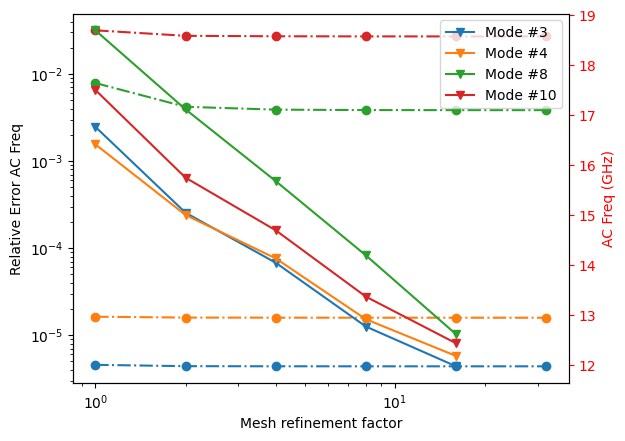 Mode #3
Mode #4
Mode #8
Mode #10
Relative Error AC Freq
10⁻²
10⁻³
10⁻⁴
10⁻⁵
19
18
17
16
15
14
13
12
AC Freq (GHz)
10⁰
10¹
Mesh refinement factor